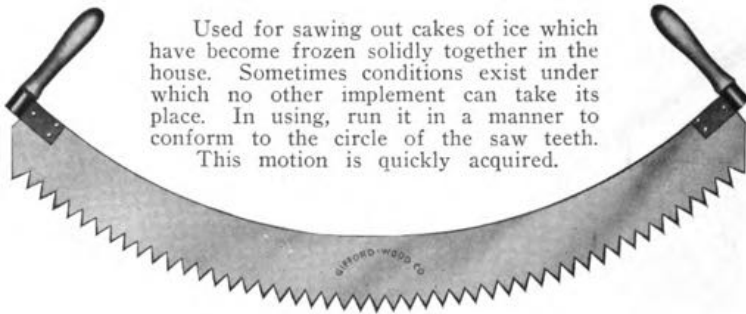 Used for sawing out cakes of ice which
have become frozen solidly together in the
house. Sometimes conditions exist under
which no other implement can take its
place. In using, run it in a manner to
conform to the circle of the saw teeth.
This motion is quickly acquired.
GIFFORD-WOOD CO